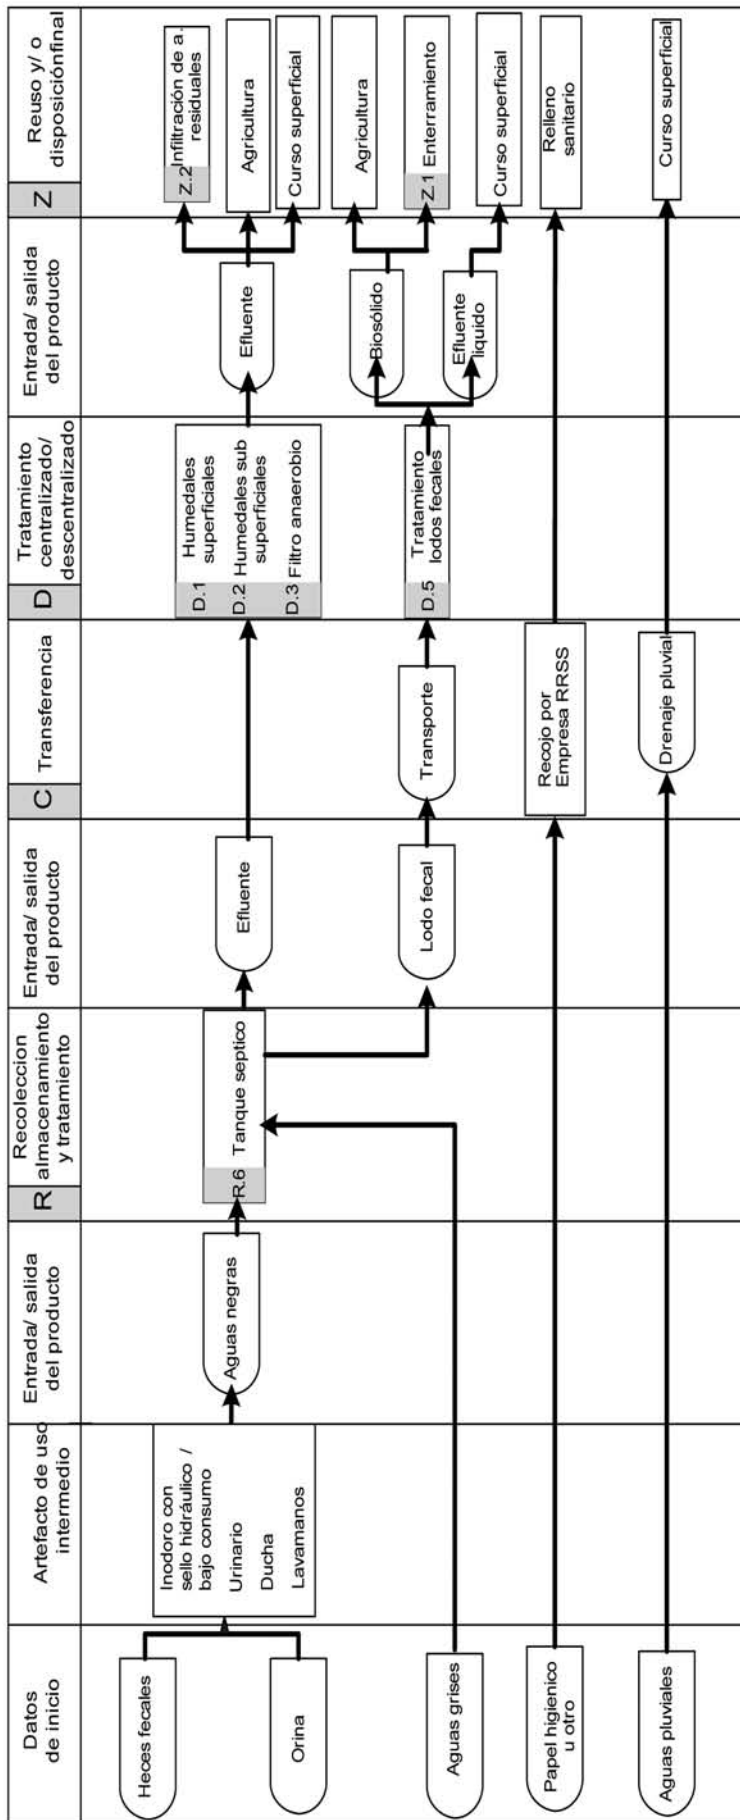 Datos
de inicio
Artefacto de uso
intermedio
Entrada/ salida
del producto
R
Recoleccion
almacenamiento
y tratamiento
Entrada/ salida
del producto
C
Transferencia
D
Tratamiento
centralizado/
descentralizado
Entrada/ salida
del producto
Z
Reuso y/ o
disposiciónfinal
Heces fecales
Orina
Inodoro con
sello hidráulico /
bajo consumo
Urinario
Ducha
Lavamanos
Aguas negras
R.6 Tanque septico
Efluente
D.1 Humedales
superficiales
D.2 Humedales sub
superficiales
D.3 Filtro anaerobio
Efluente
Z.2 Infiltración de a.
residuales
Agricultura
Curso superficial
Lodo fecal
Transporte
D.5 Tratamiento
lodos fecales
Biosólido
Efluente
liquido
Agricultura
Z.1 Enterramiento
Curso superficial
Aguas grises
Papel higienico
u otro
Recojo por
Empresa RRSS
Relleno
sanitario
Aguas pluviales
Drenaje pluvial
Curso superficial